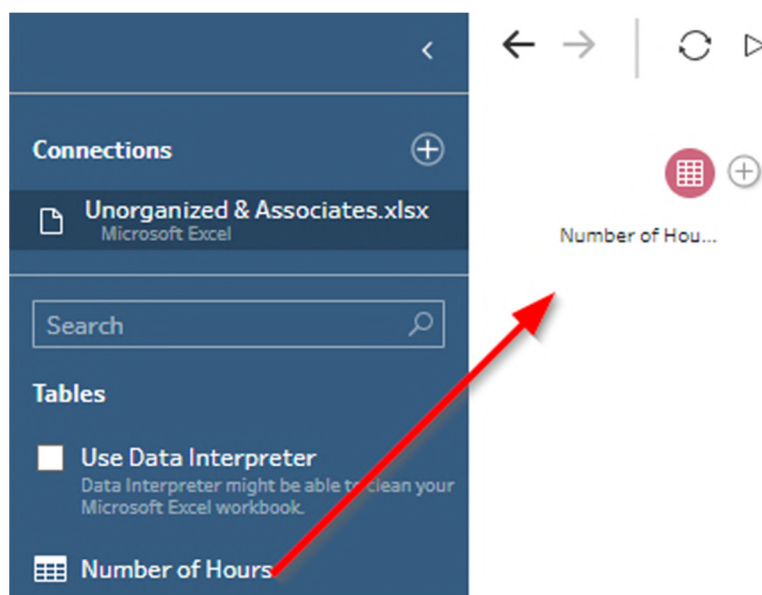 Connections
Unorganized & Associates.xlsx
Microsoft Excel
Number of Hou...
Search
Tables
Use Data Interpreter
Data Interpreter might be able to clean your
Microsoft Excel workbook.
Number of Hours